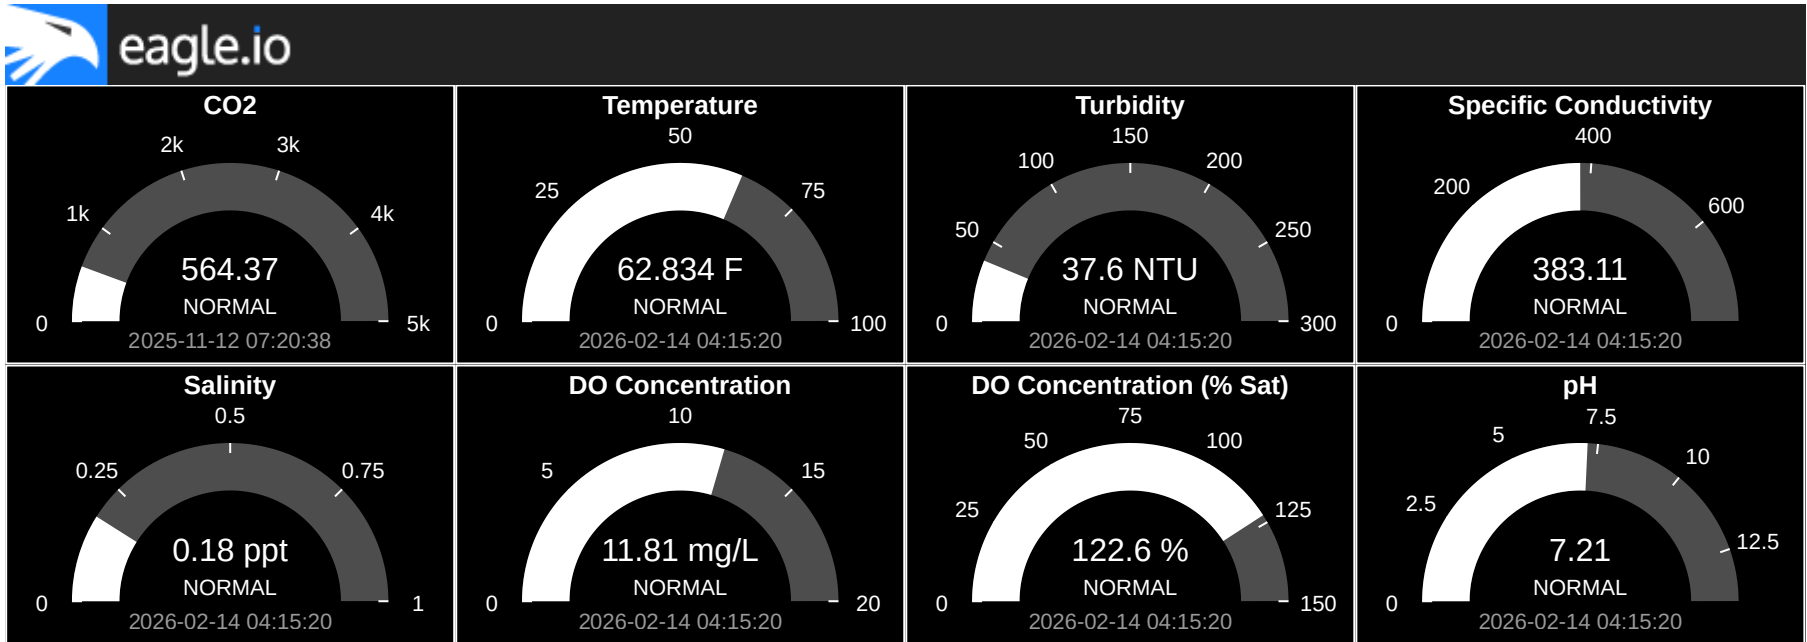 eagle.io
CO2
0
1k
2k
3k
4k
5k
564.37
NORMAL
2025-11-12 07:20:38
Temperature
0
25
50
75
100
62.834 F
NORMAL
2026-02-14 04:15:20
Turbidity
0
50
100
150
200
250
300
37.6 NTU
NORMAL
2026-02-14 04:15:20
Specific Conductivity
0
200
400
600
383.11
NORMAL
2026-02-14 04:15:20
Salinity
0
0.25
0.5
0.75
1
0.18 ppt
NORMAL
2026-02-14 04:15:20
DO Concentration
0
5
10
15
20
11.81 mg/L
NORMAL
2026-02-14 04:15:20
DO Concentration (% Sat)
0
25
50
75
100
125
150
122.6 %
NORMAL
2026-02-14 04:15:20
pH
0
2.5
5
7.5
10
12.5
7.21
NORMAL
2026-02-14 04:15:20